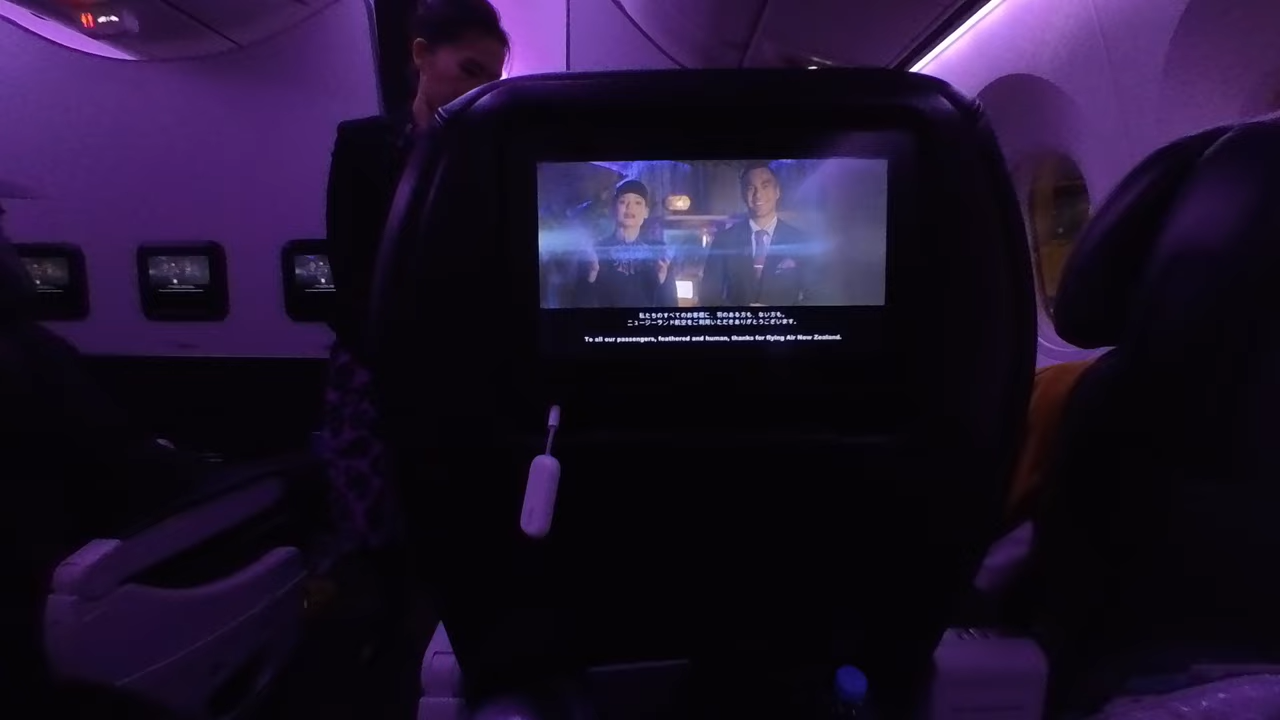 私たちのすべてのお客様に、羽のある方も、ない方も、
ニュージーランド航空をご利用いただきありがとうございます。
To all our passengers, feathered and human, thanks for flying Air New Zealand.